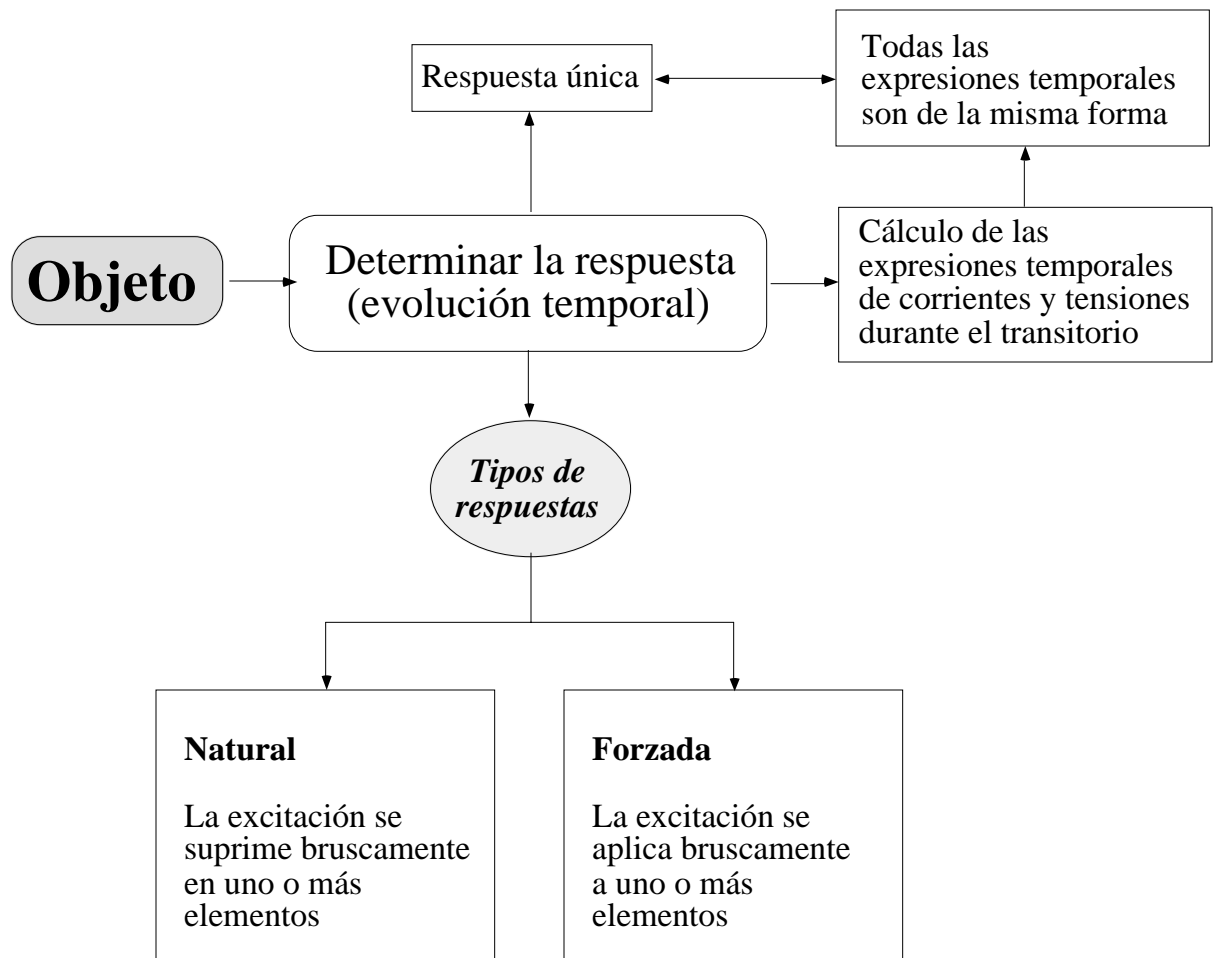 Respuesta única
Todas las
expresiones temporales
son de la misma forma
Objeto
Determinar la respuesta
(evolución temporal)
Cálculo de las
expresiones temporales
de corrientes y tensiones
durante el transitorio
Tipos de
respuestas
Natural
La excitación se
suprime bruscamente
en uno o más
elementos
Forzada
La excitación se
aplica bruscamente
a uno o más
elementos